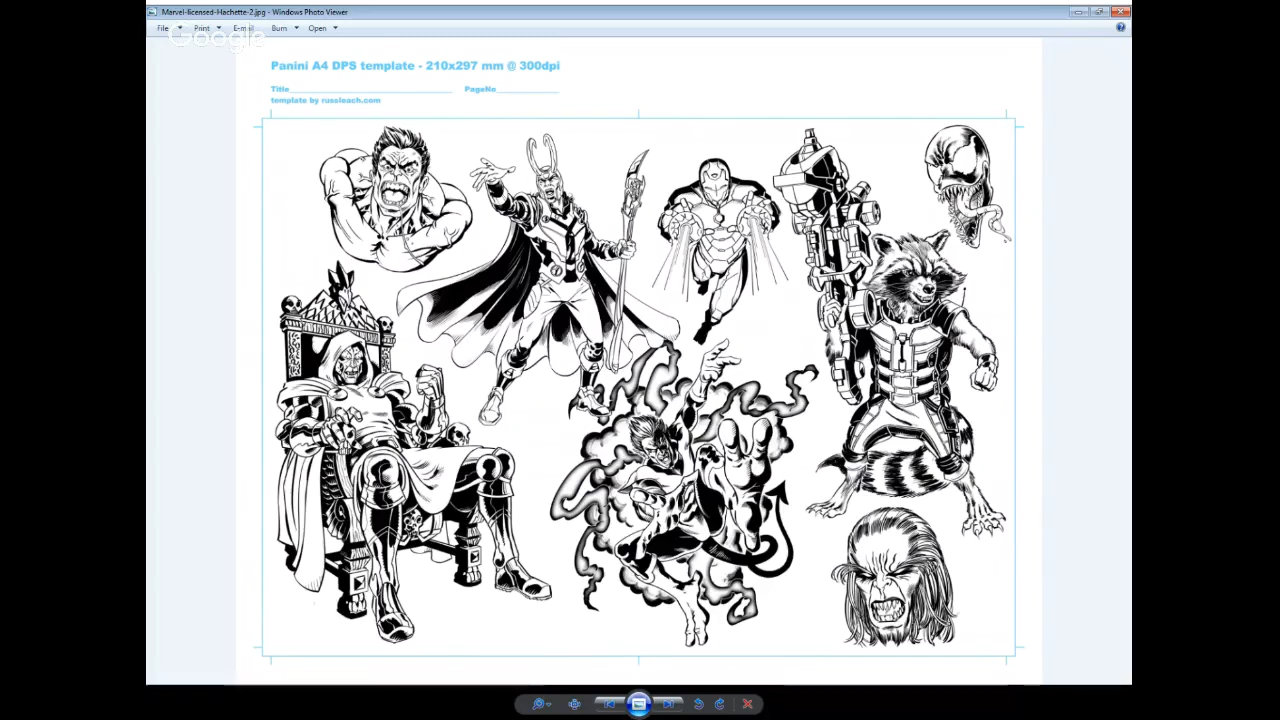 Marvel-licensed-Hachette-2.jpg - Windows Photo Viewer
File Print E-mail Burn Open
Google
Panini A4 DPS template - 210x297 mm @ 300dpi
Title PageNo
template by russleach.com